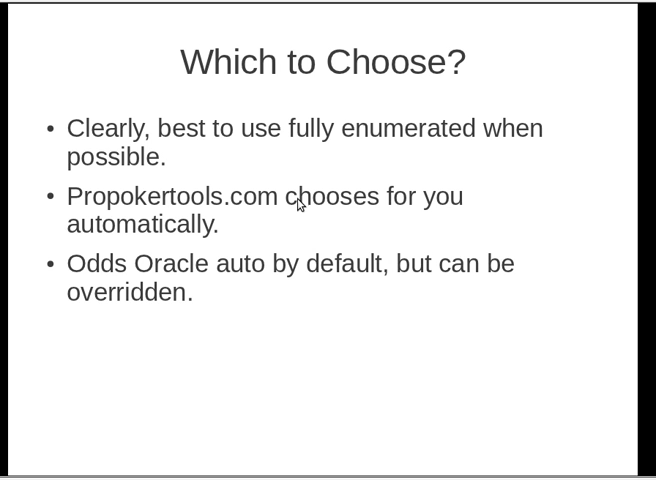 Which to Choose?
• Clearly, best to use fully enumerated when
possible.
• Propokertools.com chooses for you
automatically.
• Odds Oracle auto by default, but can be
overridden.